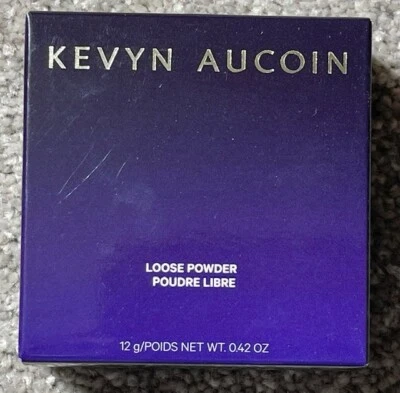 KEVYN AUCOIN
LOOSE POWDER
POUDRE LIBRE
12 g/POIDS NET WT. 0.42 OZ